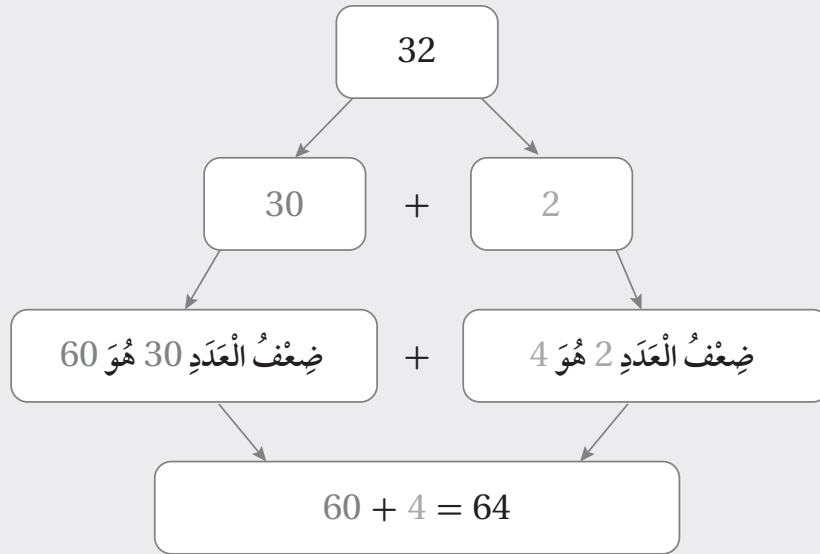 32
30 + 2
ضِعْفُ الْعَدَدِ 30 هُوَ 60 + ضِعْفُ الْعَدَدِ 2 هُوَ 4
60 + 4 = 64